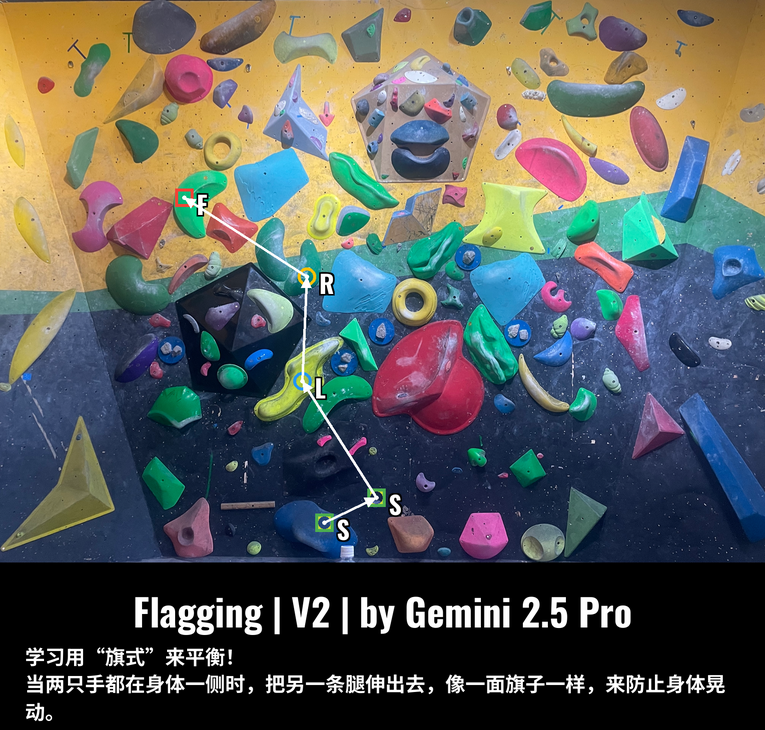 F
R
L
S
S
Flagging | V2 | by Gemini 2.5 Pro
学习用“旗式”来平衡！
当两只手都在身体一侧时，把另一条腿伸出去，像一面旗子一样，来防止身体晃
动。